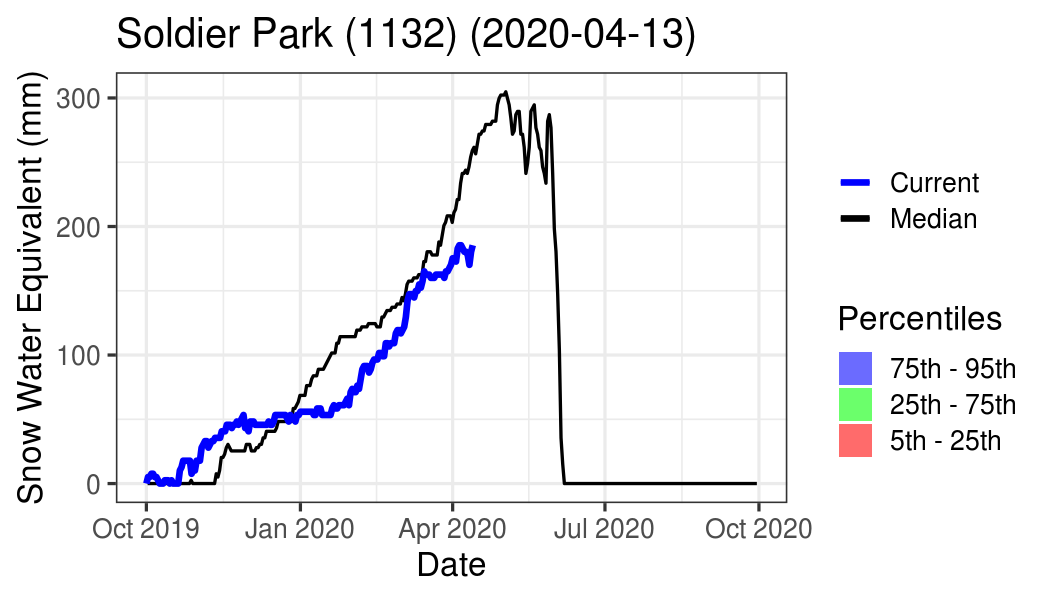 Soldier Park (1132) (2020-04-13)
Snow Water Equivalent (mm)
300
200
100
0
Oct 2019
Jan 2020
Apr 2020
Jul 2020
Oct 2020
Date
Current
Median
Percentiles
75th - 95th
25th - 75th
5th - 25th